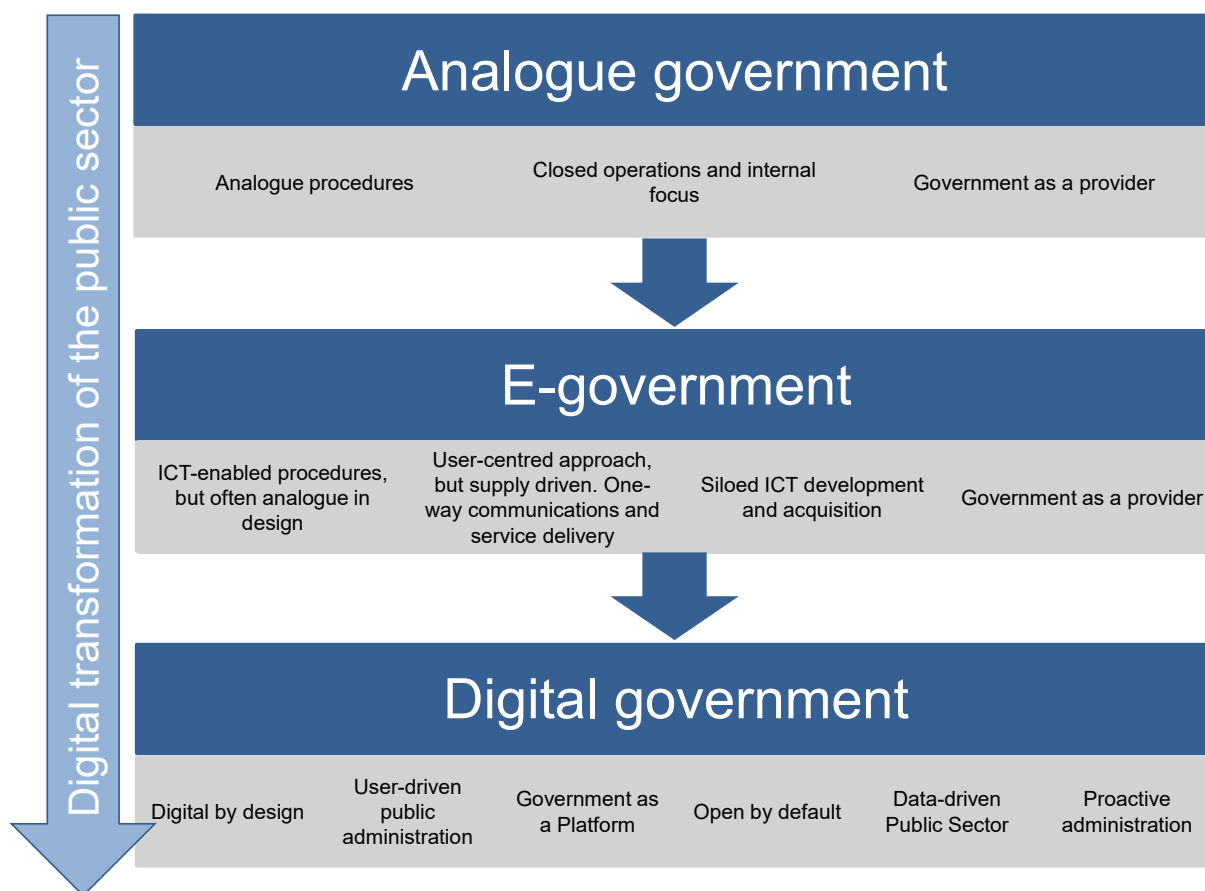 Digital transformation of the public sector
Analogue government
Analogue procedures
Closed operations and internal
focus
Government as a provider
E-government
ICT-enabled procedures,
but often analogue in
design
User-centred approach,
but supply driven. One-
way communications and
service delivery
Siloed ICT development
and acquisition
Government as a provider
Digital government
Digital by design
User-driven
public
administration
Government as
a Platform
Open by default
Data-driven
Public Sector
Proactive
administration